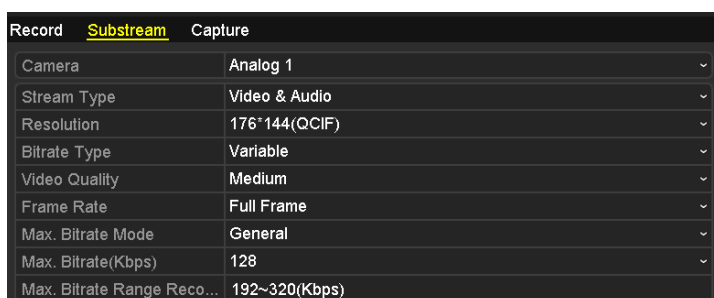 Record Substream Capture
Camera Analog 1
Stream Type Video & Audio
Resolution 176*144(QCIF)
Bitrate Type Variable
Video Quality Medium
Frame Rate Full Frame
Max. Bitrate Mode General
Max. Bitrate(Kbps) 128
Max. Bitrate Range Reco... 192~320(Kbps)